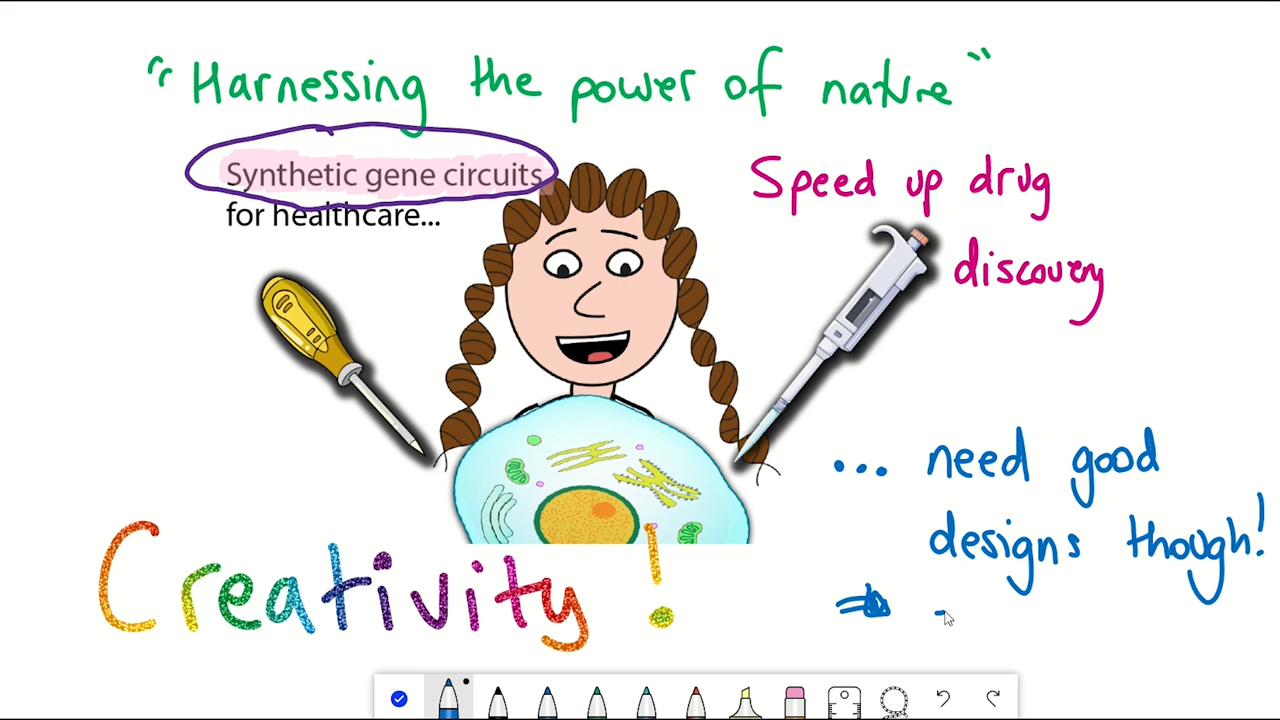 "Harnessing the power of nature"
Synthetic gene circuits
for healthcare...
Speed up drug
discovery
... need good
designs though!
Creativity!